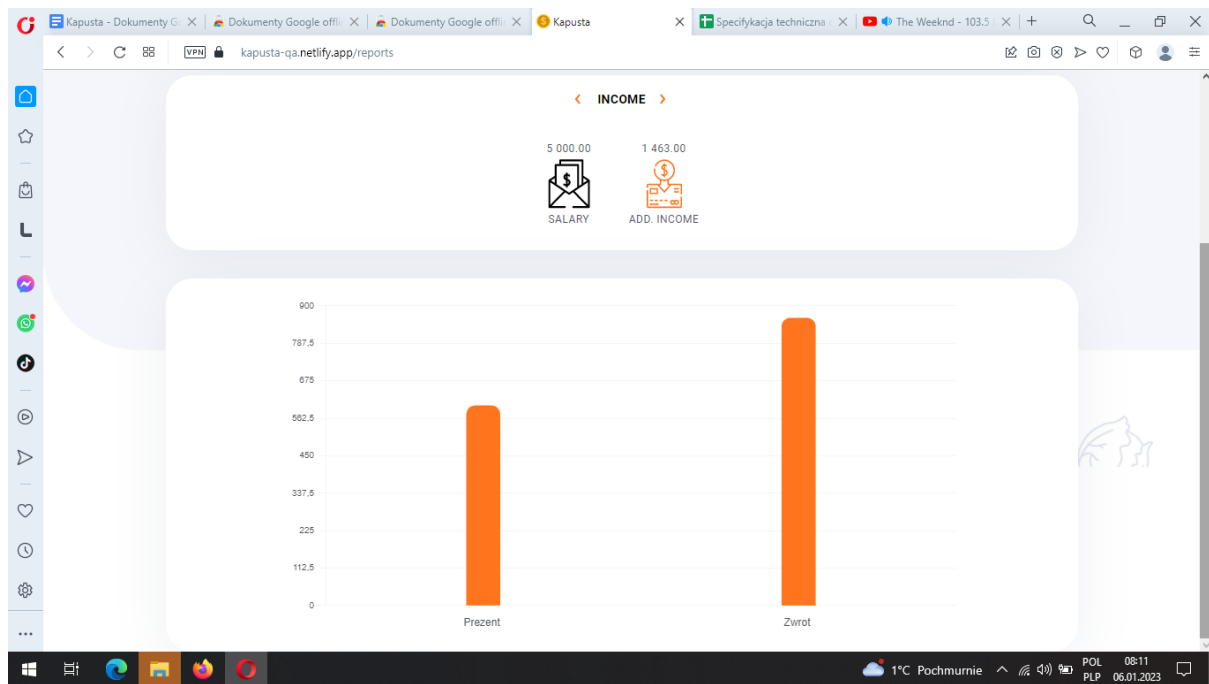 Kapusta - Dokumenty G
Dokumenty Google offli
Dokumenty Google offli
Kapusta
Specyfikacja techniczna
The Weeknd - 103.5
VPN
kapusta-qa.netlify.app/reports
INCOME
5 000.00
1 463.00
SALARY
ADD. INCOME
900
787,5
675
562,5
450
337,5
225
112,5
0
Prezent
Zwrot
1°C Pochmurnie
POL
PLP
08:11
06.01.2023